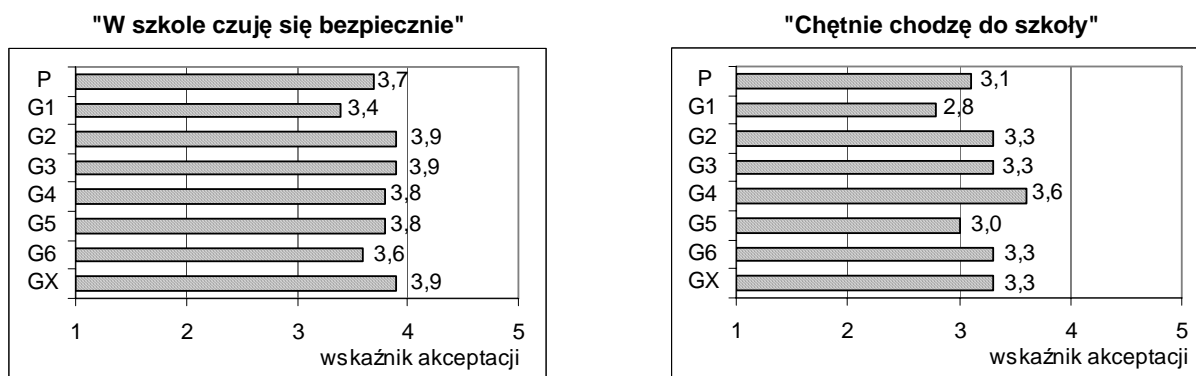 "W szkole czuję się bezpiecznie"
P 3,7
G1 3,4
G2 3,9
G3 3,9
G4 3,8
G5 3,8
G6 3,6
GX 3,9
1 2 3 4 5
wskaźnik akceptacji
"Chętnie chodzę do szkoły"
P 3,1
G1 2,8
G2 3,3
G3 3,3
G4 3,6
G5 3,0
G6 3,3
GX 3,3
1 2 3 4 5
wskaźnik akceptacji